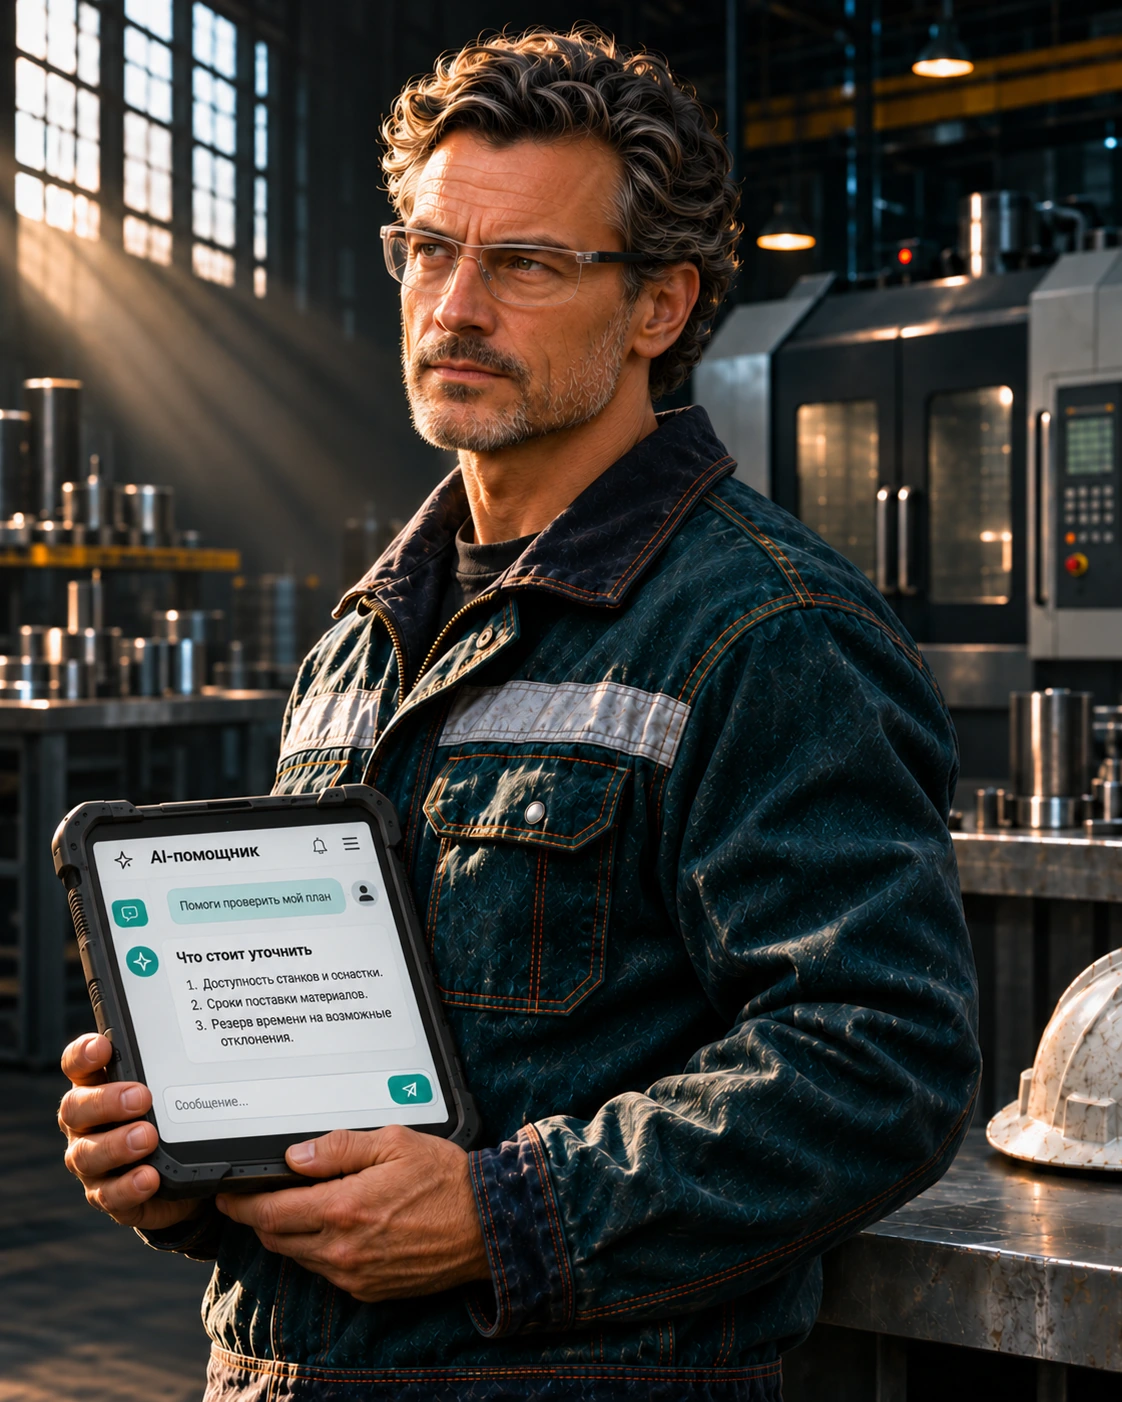 AI-помощник
Помоги проверить мой план
Что стоит уточнить
1. Доступность станков и оснастки.
2. Сроки поставки материалов.
3. Резерв времени на возможные
отклонения.
Сообщение...